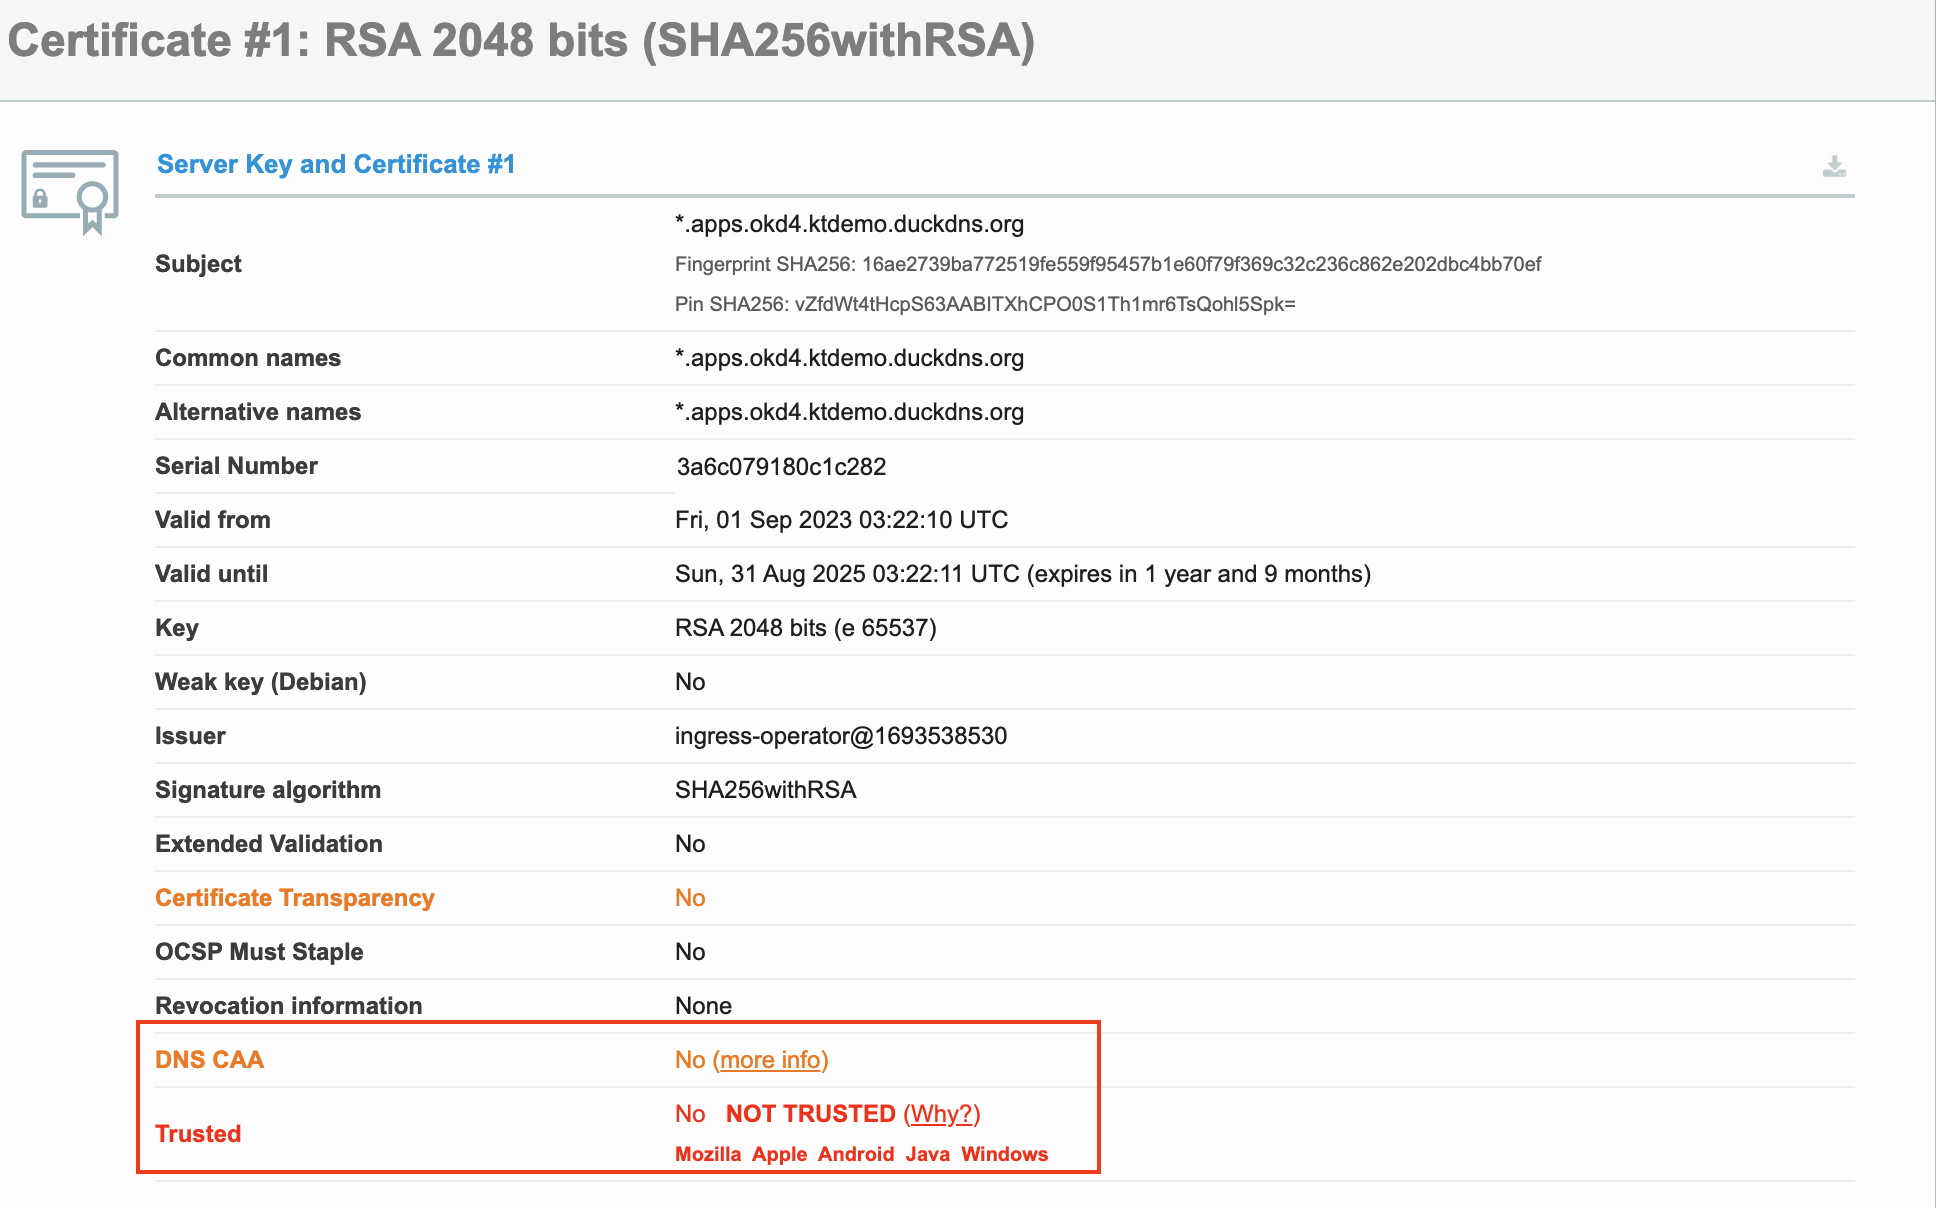 Certificate #1: RSA 2048 bits (SHA256withRSA)
Server Key and Certificate #1
Subject
*.apps.okd4.ktdemo.duckdns.org
Fingerprint SHA256: 16ae2739ba772519fe559f95457b1e60f79f369c32c236c862e202dbc4bb70ef
Pin SHA256: vZfdWt4tHcpS63AABITXhCPO0S1Th1mr6TsQohl5Spk=
Common names *.apps.okd4.ktdemo.duckdns.org
Alternative names *.apps.okd4.ktdemo.duckdns.org
Serial Number 3a6c079180c1c282
Valid from Fri, 01 Sep 2023 03:22:10 UTC
Valid until Sun, 31 Aug 2025 03:22:11 UTC (expires in 1 year and 9 months)
Key RSA 2048 bits (e 65537)
Weak key (Debian) No
Issuer ingress-operator@1693538530
Signature algorithm SHA256withRSA
Extended Validation No
Certificate Transparency No
OCSP Must Staple No
Revocation information None
DNS CAA No (more info)
Trusted
No NOT TRUSTED (Why?)
Mozilla Apple Android Java Windows